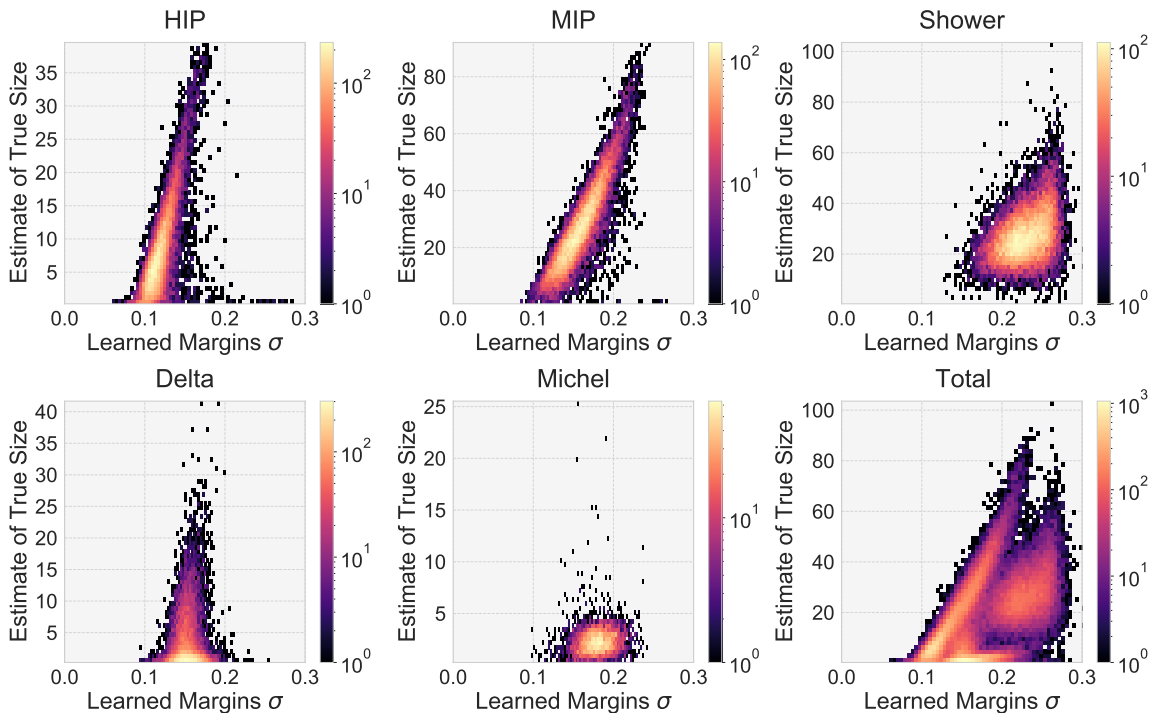 HIP
Estimate of True Size
35
30
25
20
15
10
5
0.0 0.1 0.2 0.3
Learned Margins σ
10²
10¹
10⁰
MIP
Estimate of True Size
80
60
40
20
0.0 0.1 0.2 0.3
Learned Margins σ
10²
10¹
10⁰
Shower
Estimate of True Size
100
80
60
40
20
0.0 0.1 0.2 0.3
Learned Margins σ
10²
10¹
10⁰
Delta
Estimate of True Size
40
35
30
25
20
15
10
5
0.0 0.1 0.2 0.3
Learned Margins σ
10²
10¹
10⁰
Michel
Estimate of True Size
25
20
15
10
5
0.0 0.1 0.2 0.3
Learned Margins σ
10¹
10⁰
Total
Estimate of True Size
100
80
60
40
20
0.0 0.1 0.2 0.3
Learned Margins σ
10³
10²
10¹
10⁰